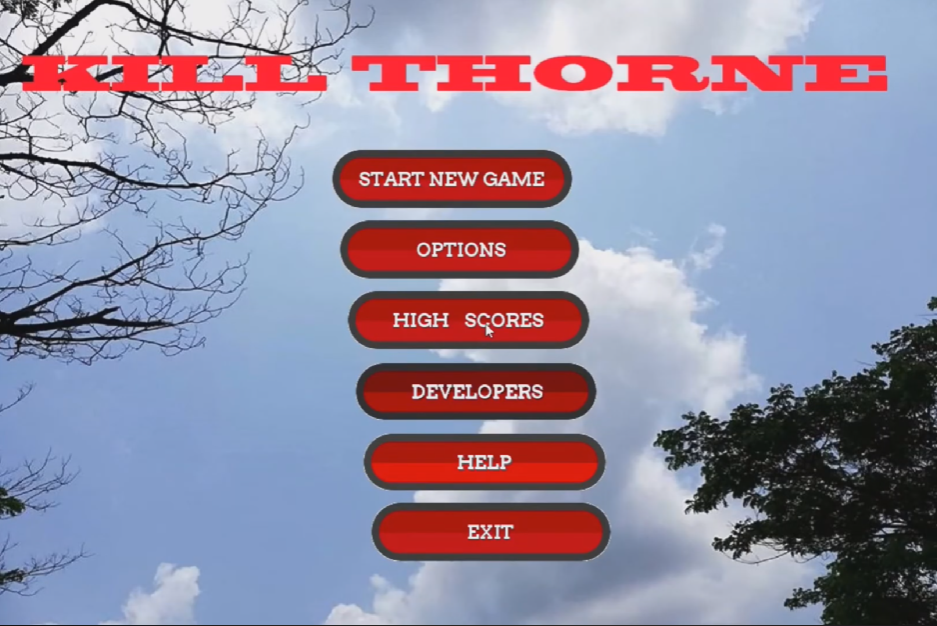 KILL THORNE
START NEW GAME
OPTIONS
HIGH SCORES
DEVELOPERS
HELP
EXIT